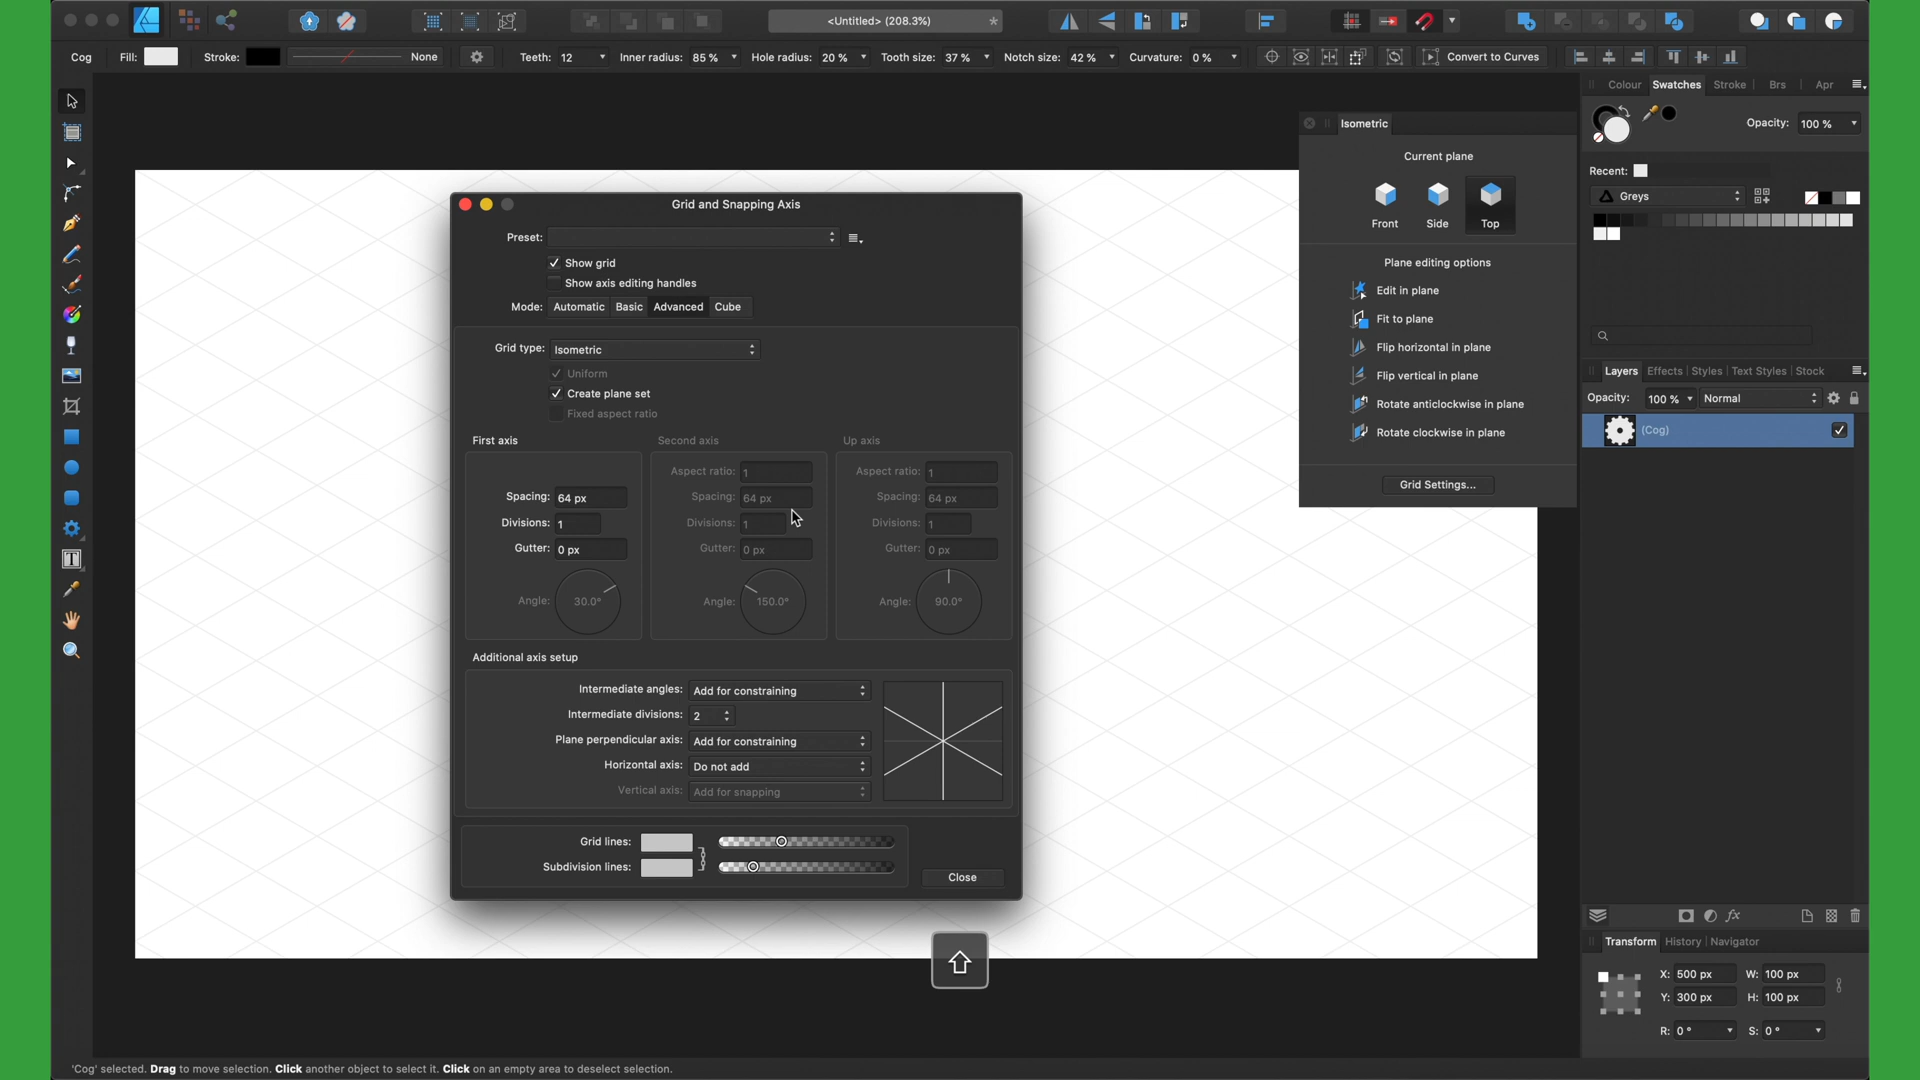 <Untitled> (208.3%)
*
Cog Fill: Stroke: None Teeth: 12 Inner radius: 85 % Hole radius: 20 % Tooth size: 37 % Notch size: 42 % Curvature: 0 % Convert to Curves
Colour Swatches Stroke Brs Apr
Opacity: 100 %
Recent:
Greys
Isometric
Current plane
Front Side Top
Plane editing options
Edit in plane
Fit to plane
Flip horizontal in plane
Flip vertical in plane
Rotate anticlockwise in plane
Rotate clockwise in plane
Grid Settings...
Grid and Snapping Axis
Preset:
Show grid
Show axis editing handles
Mode: Automatic Basic Advanced Cube
Grid type: Isometric
Uniform
Create plane set
Fixed aspect ratio
First axis Second axis Up axis
Aspect ratio: 1 Aspect ratio: 1
Spacing: 64 px Spacing: 64 px Spacing: 64 px
Divisions: 1 Divisions: 1 Divisions: 1
Gutter: 0 px Gutter: 0 px Gutter: 0 px
Angle: 30.0° Angle: 150.0° Angle: 90.0°
Additional axis setup
Intermediate angles: Add for constraining
Intermediate divisions: 2
Plane perpendicular axis: Add for constraining
Horizontal axis: Do not add
Vertical axis: Add for snapping
Grid lines:
Subdivision lines:
Close
Layers Effects Styles Text Styles Stock
Opacity: 100 % Normal
(Cog)
fx
Transform History Navigator
X: 500 px W: 100 px
Y: 300 px H: 100 px
R: 0 ° S: 0 °
'Cog' selected. Drag to move selection. Click another object to select it. Click on an empty area to deselect selection.